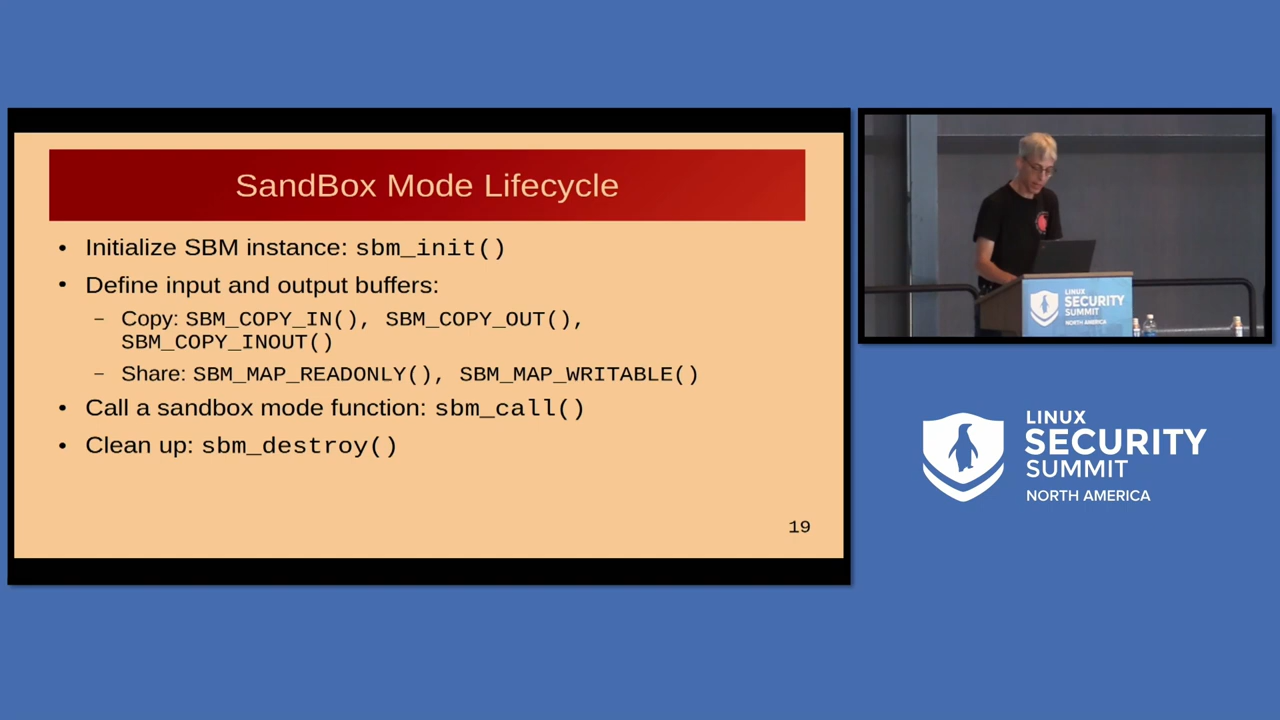 SandBox Mode Lifecycle
• Initialize SBM instance: sbm_init()
• Define input and output buffers:
– Copy: SBM_COPY_IN(), SBM_COPY_OUT(),
SBM_COPY_INOUT()
– Share: SBM_MAP_READONLY(), SBM_MAP_WRITABLE()
• Call a sandbox mode function: sbm_call()
• Clean up: sbm_destroy()
19
LINUX
SECURITY
SUMMIT
NORTH AMERICA
LINUX
SECURITY
SUMMIT
NORTH AMERICA